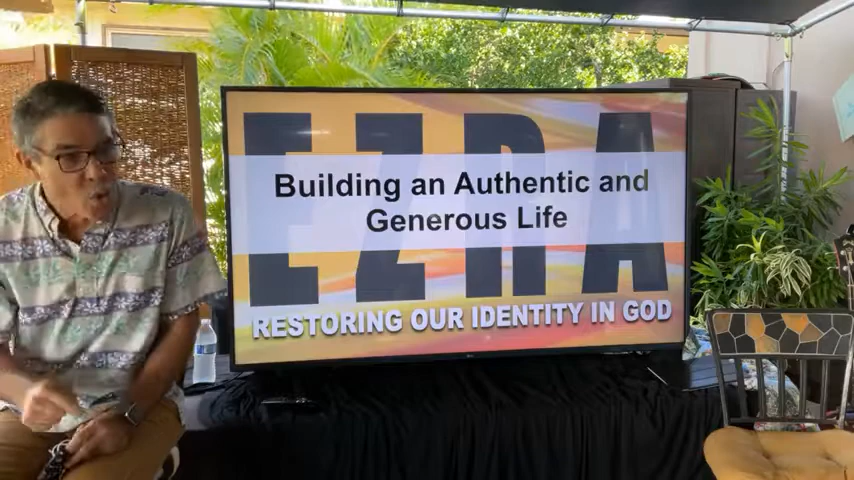 EZRA
Building an Authentic and
Generous Life
RESTORING OUR IDENTITY IN GOD